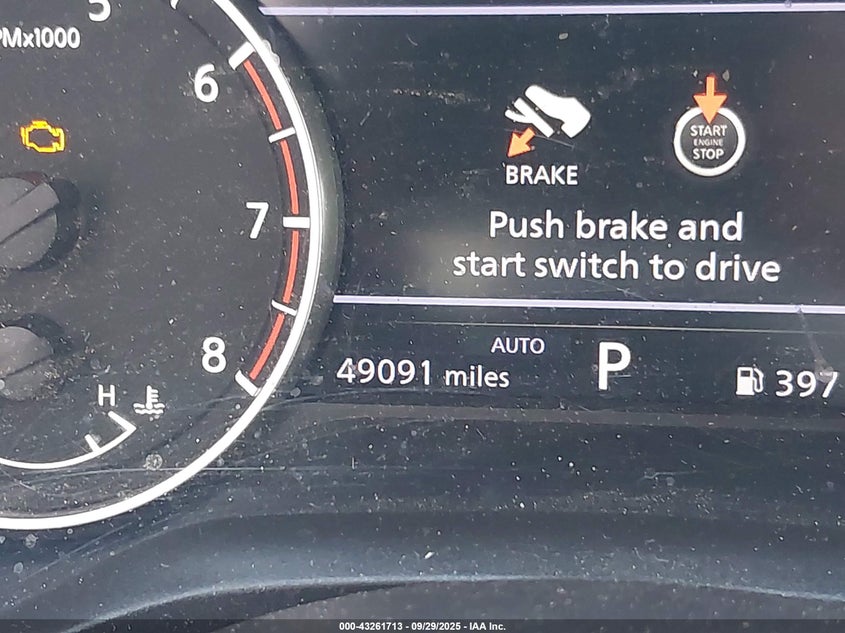 5
PMx1000
6
7
8
H
BRAKE
START
ENGINE
STOP
Push brake and
start switch to drive
AUTO
49091 miles
P
397
000-43261713 - 09/29/2025 - IAA Inc.